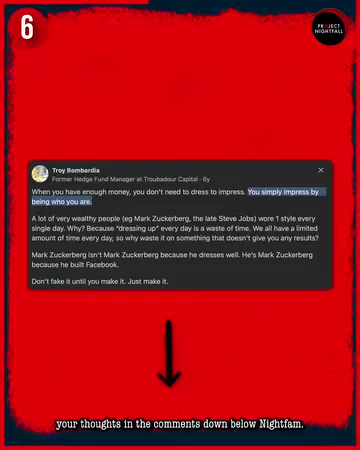 6
PROJECT
NIGHTFALL
Troy Bombardia
Former Hedge Fund Manager at Troubadour Capital · 6y
When you have enough money, you don't need to dress to impress. You simply impress by
being who you are.
A lot of very wealthy people (eg Mark Zuckerberg, the late Steve Jobs) wore 1 style every
single day. Why? Because "dressing up" every day is a waste of time. We all have a limited
amount of time every day, so why waste it on something that doesn't give you any results?
Mark Zuckerberg isn't Mark Zuckerberg because he dresses well. He's Mark Zuckerberg
because he built Facebook.
Don't fake it until you make it. Just make it.
your thoughts in the comments down below Nightfam.